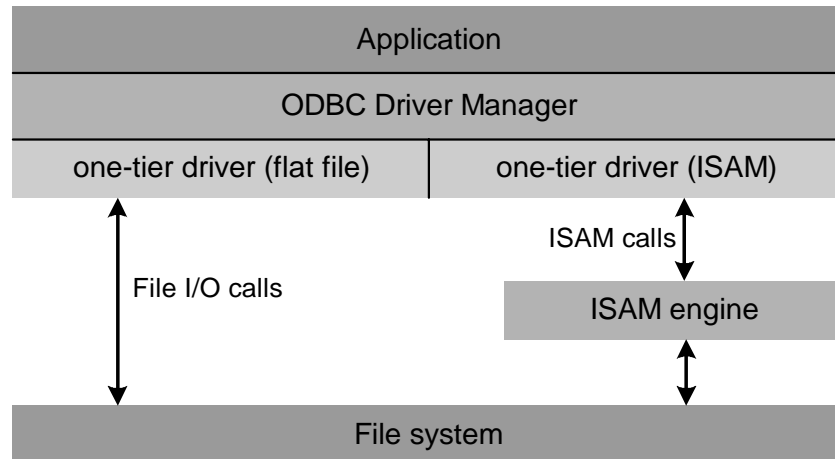 Application
ODBC Driver Manager
one-tier driver (flat file)
one-tier driver (ISAM)
ISAM calls
File I/O calls
ISAM engine
File system